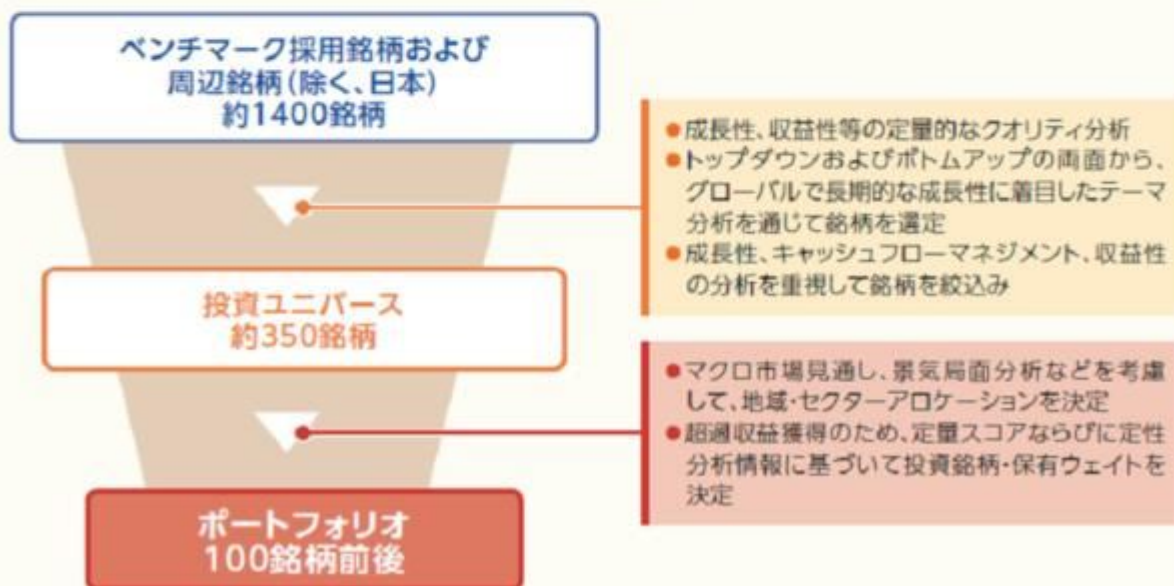 ベンチマーク採用銘柄および
周辺銘柄(除く、日本)
約1400銘柄
●成長性、収益性等の定量的なクオリティ分析
●トップダウンおよびボトムアップの両面から、
グローバルで長期的な成長性に着目したテーマ
分析を通じて銘柄を選定
●成長性、キャッシュフローマネジメント、収益性
の分析を重視して銘柄を絞込み
投資ユニバース
約350銘柄
●マクロ市場見通し、景気局面分析などを考慮
して、地域・セクターアロケーションを決定
●超過収益獲得のため、定量スコアならびに定性
分析情報に基づいて投資銘柄・保有ウェイトを
決定
ポートフォリオ
100銘柄前後